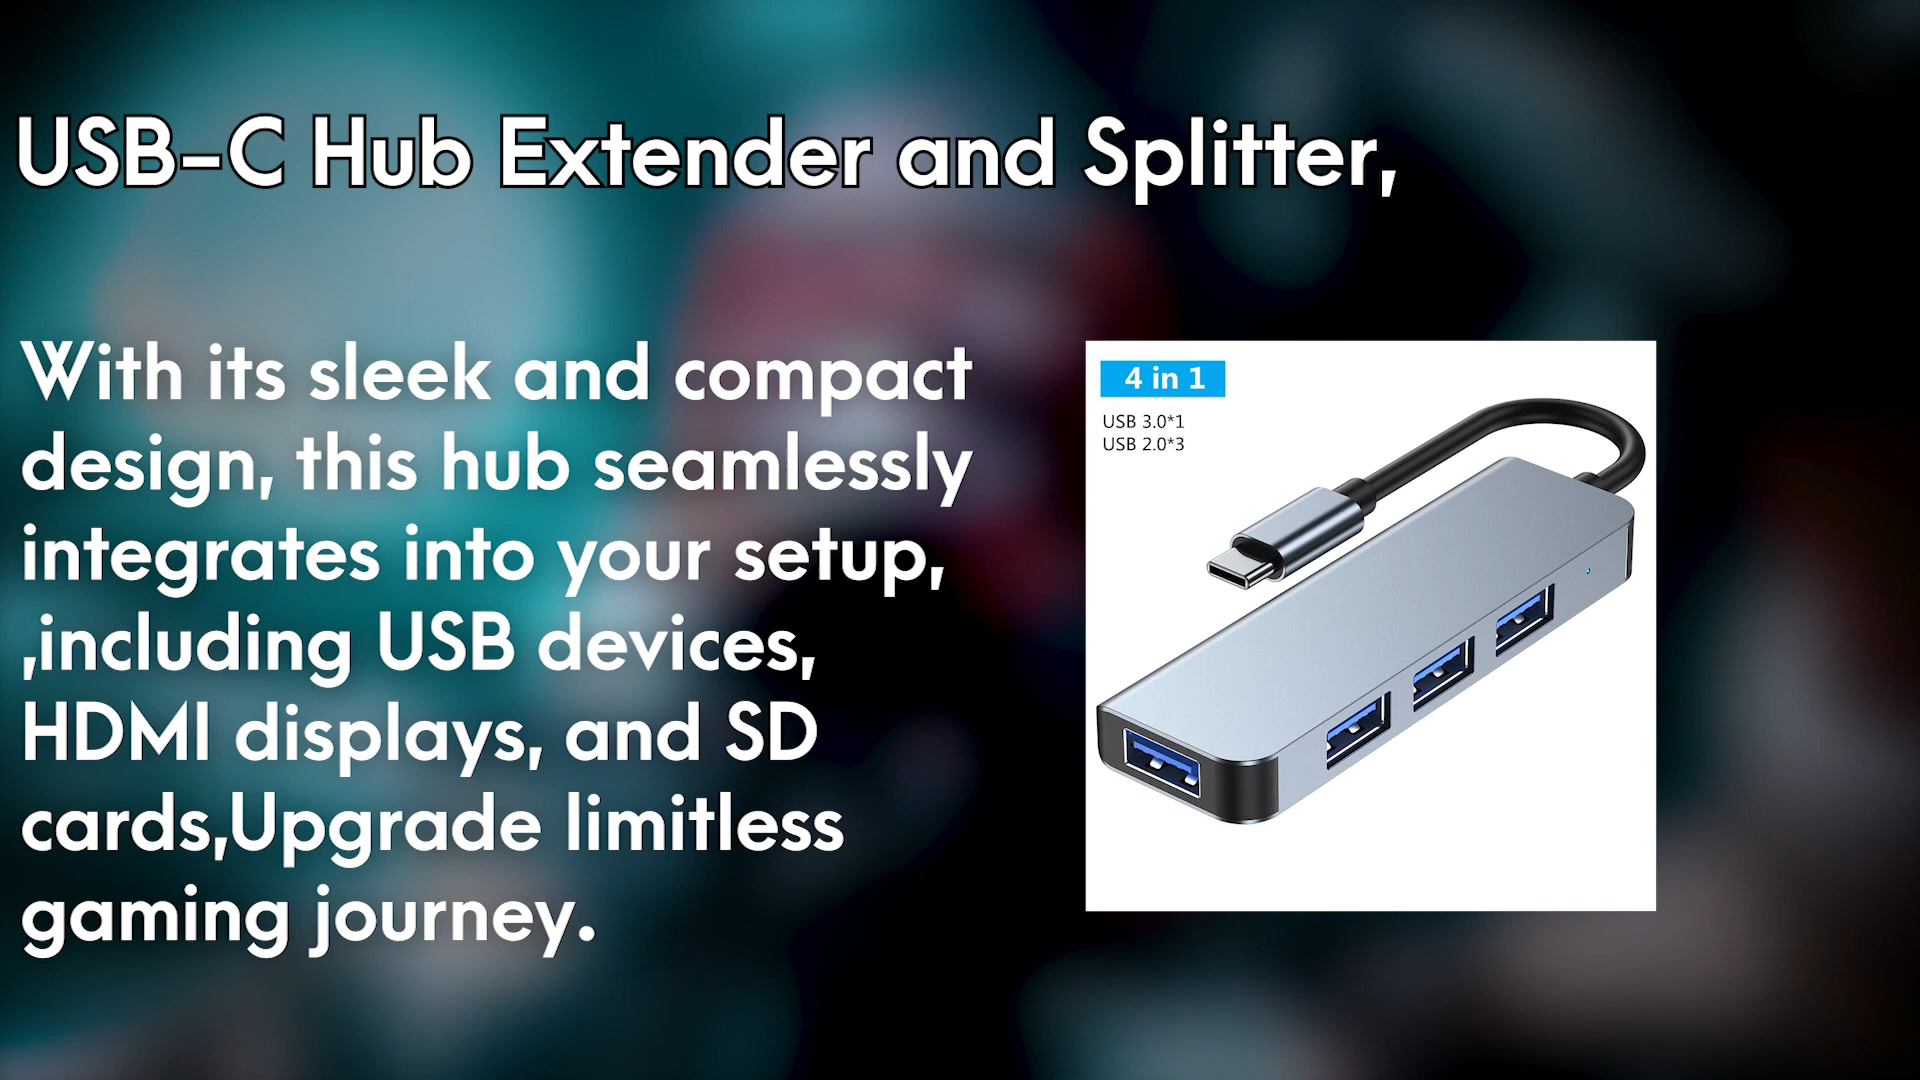 USB-C Hub Extender and Splitter,
With its sleek and compact
design, this hub seamlessly
integrates into your setup,
,including USB devices,
HDMI displays, and SD
cards,Upgrade limitless
gaming journey.
4 in 1
USB 3.0*1
USB 2.0*3